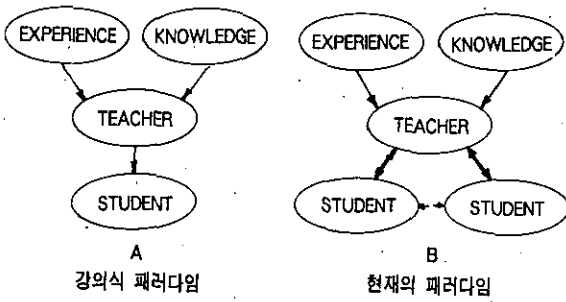 EXPERIENCE KNOWLEDGE
TEACHER
STUDENT
A
강의식 패러다임
EXPERIENCE KNOWLEDGE
TEACHER
STUDENT STUDENT
B
현재의 패러다임